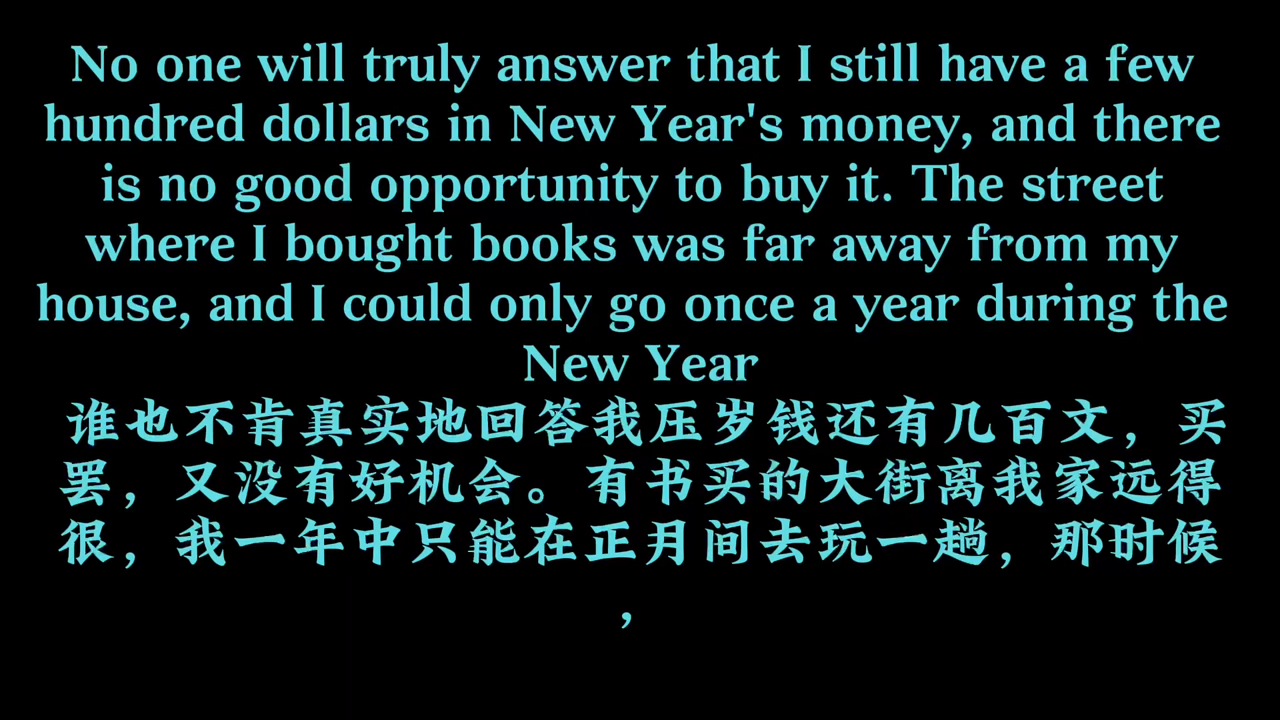 No one will truly answer that I still have a few
hundred dollars in New Year's money, and there
is no good opportunity to buy it. The street
where I bought books was far away from my
house, and I could only go once a year during the
New Year
谁也不肯真实地回答我压岁钱还有几百文，买
罢，又没有好机会。有书买的大街离我家远得
很，我一年中只能在正月间去玩一趟，那时候
，